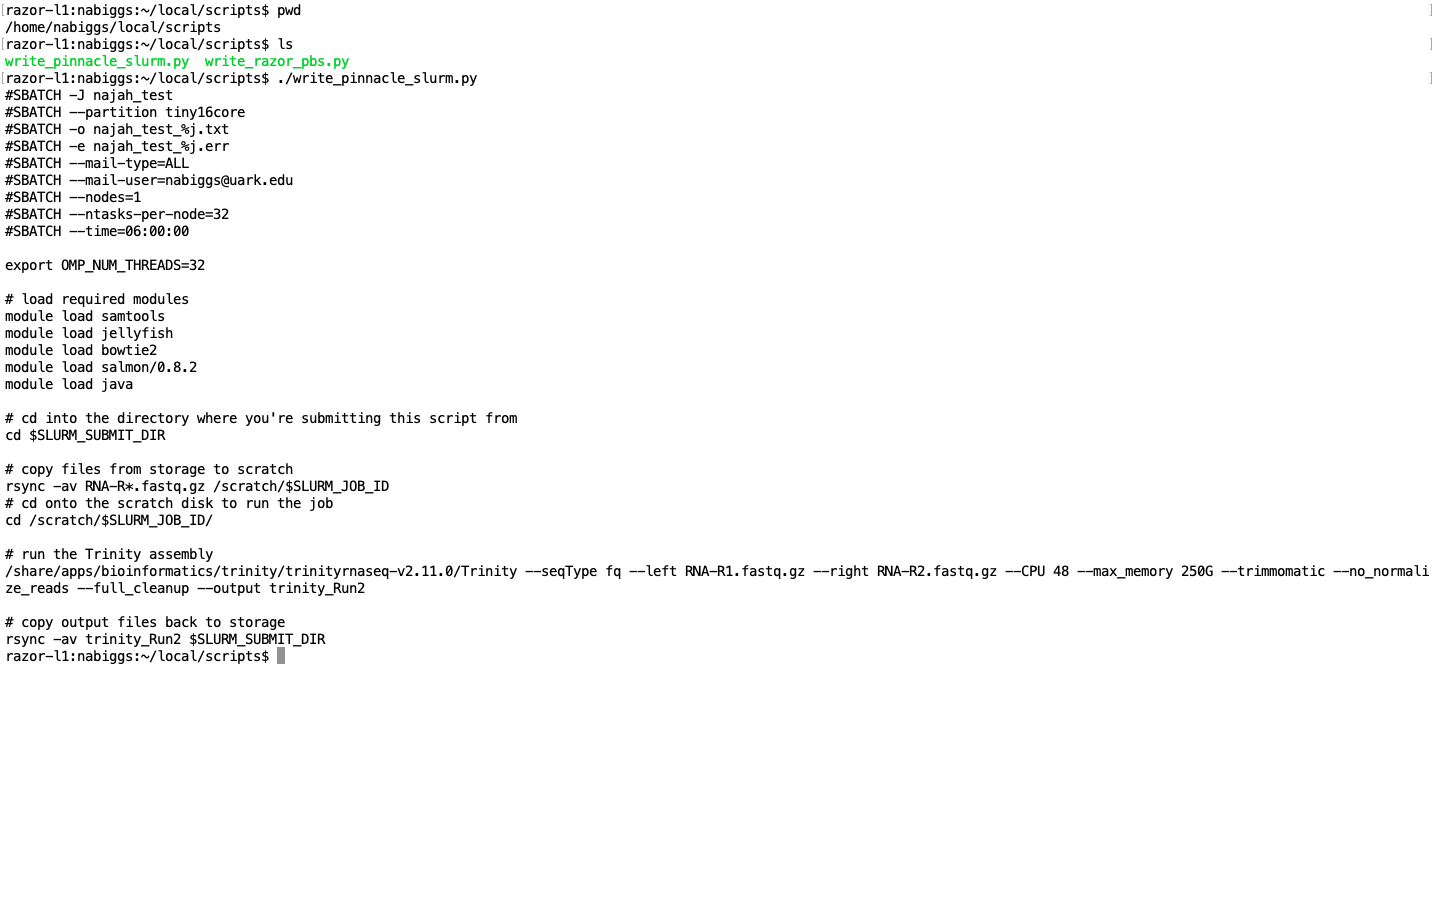 [razor-l1:nabiggs:~/local/scripts$ pwd ]
/home/nabiggs/local/scripts
[razor-l1:nabiggs:~/local/scripts$ ls ]
write_pinnacle_slurm.py  write_razor_pbs.py
[razor-l1:nabiggs:~/local/scripts$ ./write_pinnacle_slurm.py ]
#SBATCH -J najah_test
#SBATCH --partition tiny16core
#SBATCH -o najah_test_%j.txt
#SBATCH -e najah_test_%j.err
#SBATCH --mail-type=ALL
#SBATCH --mail-user=nabiggs@uark.edu
#SBATCH --nodes=1
#SBATCH --ntasks-per-node=32
#SBATCH --time=06:00:00

export OMP_NUM_THREADS=32

# load required modules
module load samtools
module load jellyfish
module load bowtie2
module load salmon/0.8.2
module load java

# cd into the directory where you're submitting this script from
cd $SLURM_SUBMIT_DIR

# copy files from storage to scratch
rsync -av RNA-R*.fastq.gz /scratch/$SLURM_JOB_ID
# cd onto the scratch disk to run the job
cd /scratch/$SLURM_JOB_ID/

# run the Trinity assembly
/share/apps/bioinformatics/trinity/trinityrnaseq-v2.11.0/Trinity --seqType fq --left RNA-R1.fastq.gz --right RNA-R2.fastq.gz --CPU 48 --max_memory 250G --trimmomatic --no_normali
ze_reads --full_cleanup --output trinity_Run2

# copy output files back to storage
rsync -av trinity_Run2 $SLURM_SUBMIT_DIR
razor-l1:nabiggs:~/local/scripts$